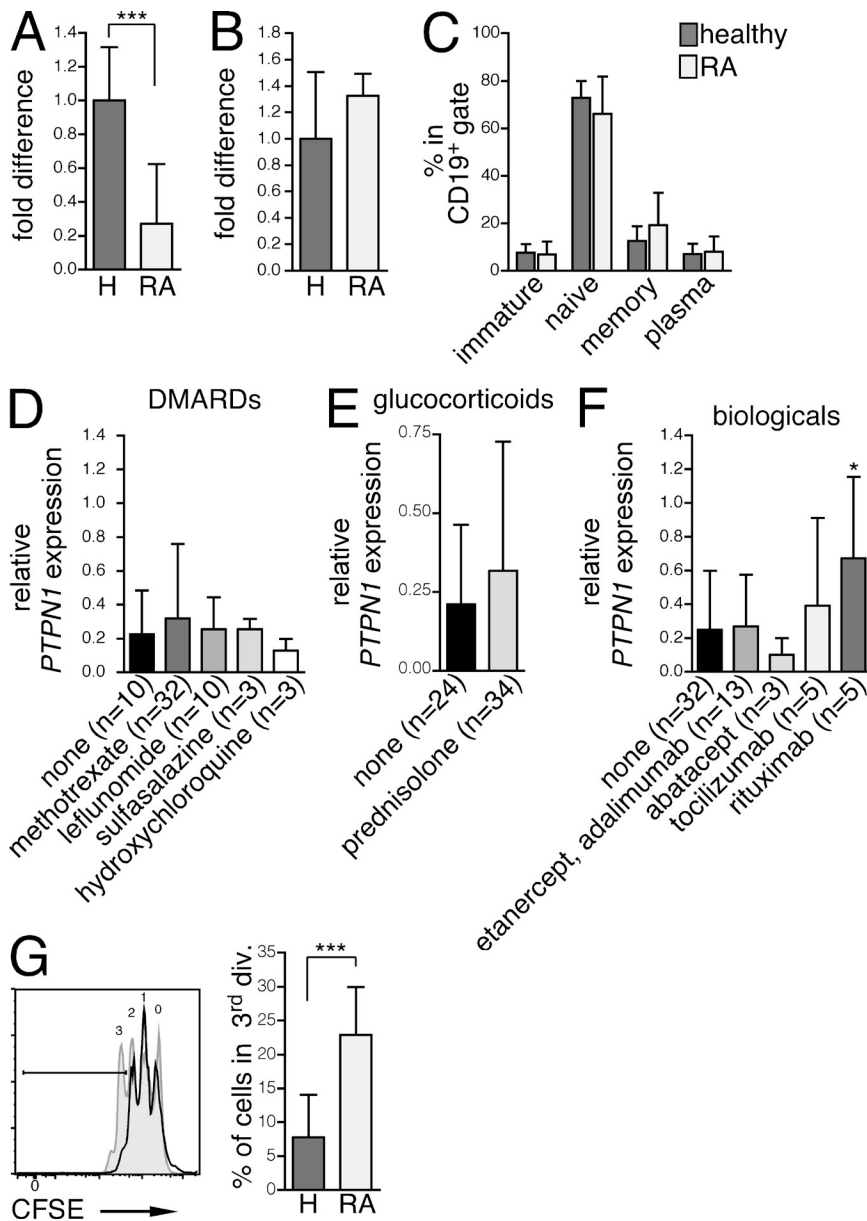 A
***
fold difference
1.4
1.2
1.0
0.8
0.6
0.4
0.2
0.0
H RA
B
fold difference
1.8
1.6
1.4
1.2
1.0
0.8
0.6
0.4
0.2
0.0
H RA
C
healthy
RA
% in
CD19+ gate
100
80
60
40
20
0
immature
naive
memory
plasma
D
DMARDs
relative
PTPN1 expression
1.4
1.2
1.0
0.8
0.6
0.4
0.2
0.0
none (n=10)
methotrexate (n=32)
leflunomide (n=10)
sulfasalazine (n=3)
hydroxychloroquine (n=3)
E
glucocorticoids
relative
PTPN1 expression
0.75
0.50
0.25
0.00
none (n=24)
prednisolone (n=34)
F
biologicals
relative
PTPN1 expression
1.4
1.2
1.0
0.8
0.6
0.4
0.2
0.0
*
none (n=32)
etanercept, adalimumab (n=13)
abatacept (n=3)
tocilizumab (n=5)
rituximab (n=5)
G
3 2 1 0
0
CFSE
% of cells in 3rd div.
***
35
30
25
20
15
10
5
0
H RA